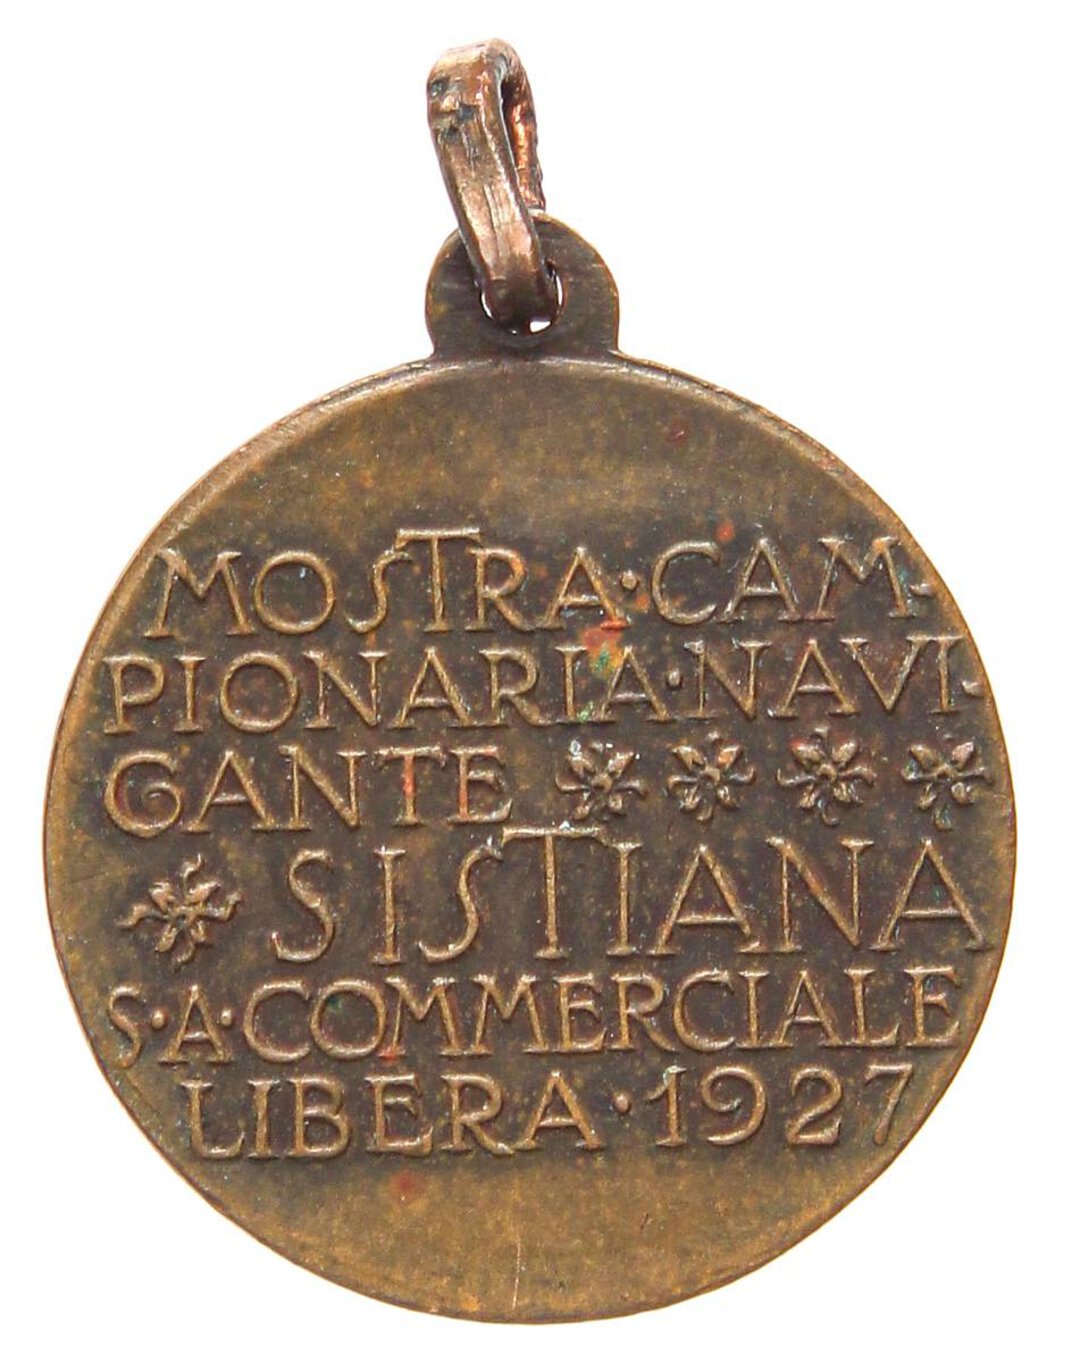 MOSTRA·CAM-
PIONARIA·NAVI-
GANTE
SISTIANA
S·A·COMMERCIALE
LIBERA·1927